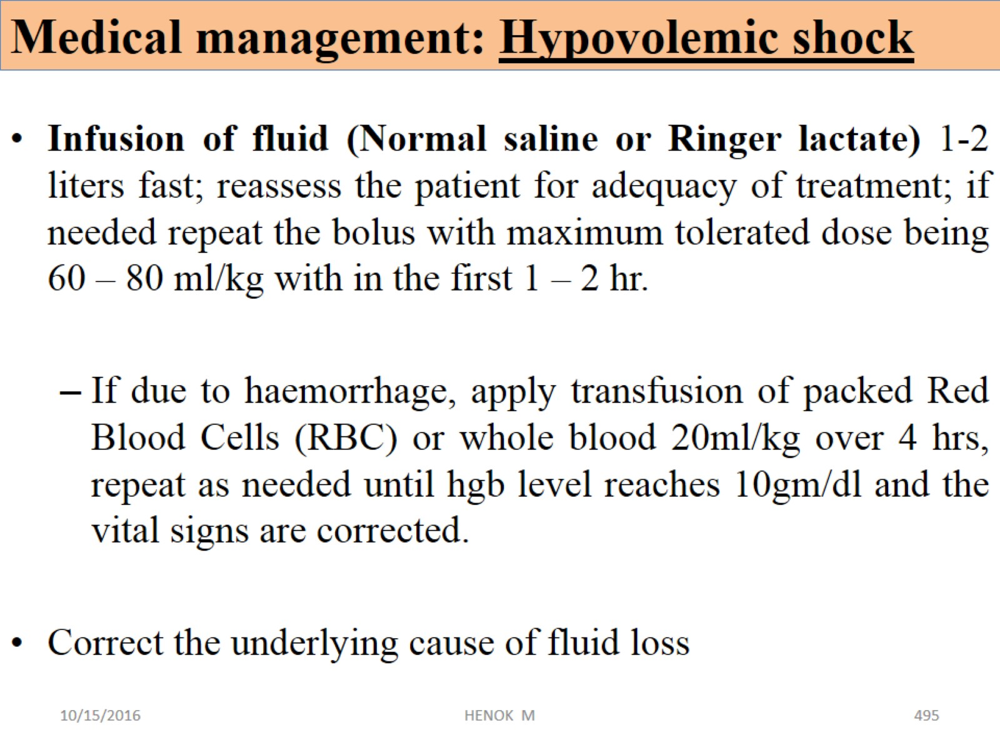 Medical management: Hypovolemic shock
• Infusion of fluid (Normal saline or Ringer lactate) 1-2
liters fast; reassess the patient for adequacy of treatment; if
needed repeat the bolus with maximum tolerated dose being
60 – 80 ml/kg with in the first 1 – 2 hr.
– If due to haemorrhage, apply transfusion of packed Red
Blood Cells (RBC) or whole blood 20ml/kg over 4 hrs,
repeat as needed until hgb level reaches 10gm/dl and the
vital signs are corrected.
• Correct the underlying cause of fluid loss
10/15/2016 HENOK M 495